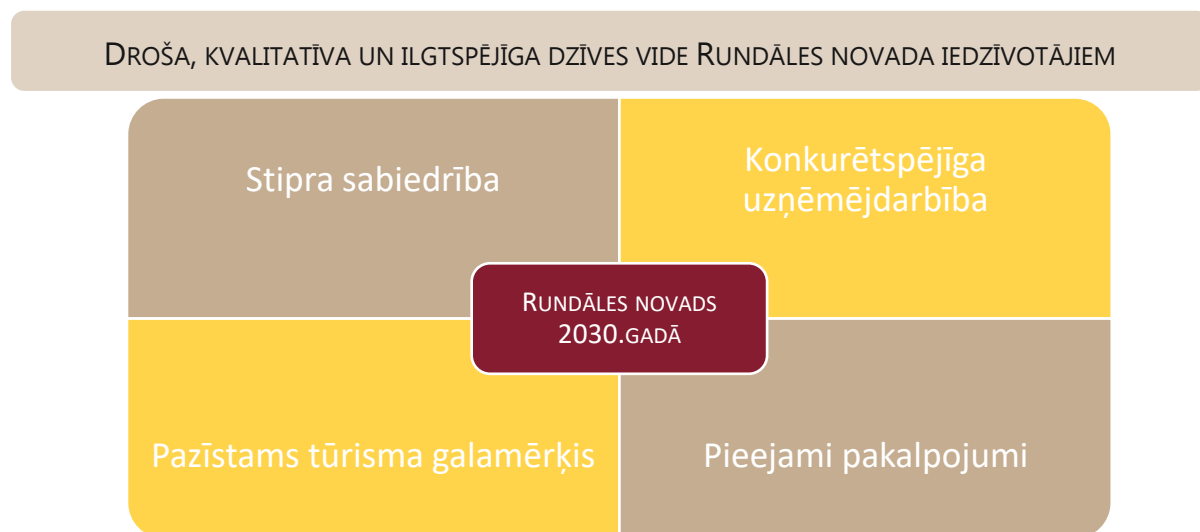 DROŠA, KVALITATĪVA UN ILGTSPĒJĪGA DZĪVES VIDE RUNDĀLES NOVADA IEDZĪVOTĀJIEM
Stipra sabiedrība
Konkurētspējīga
uzņēmējdarbība
RUNDĀLES NOVADS
2030.GADĀ
Pazīstams tūrisma galamērķis
Pieejami pakalpojumi